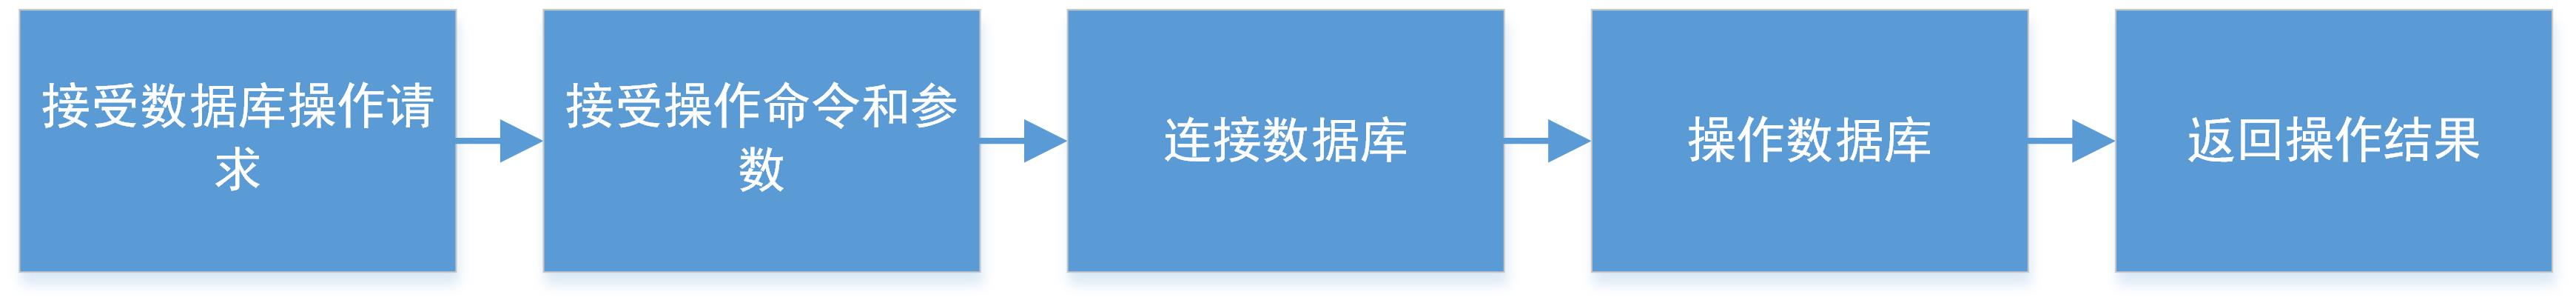 接受数据库操作请
求
接受操作命令和参
数
连接数据库
操作数据库
返回操作结果